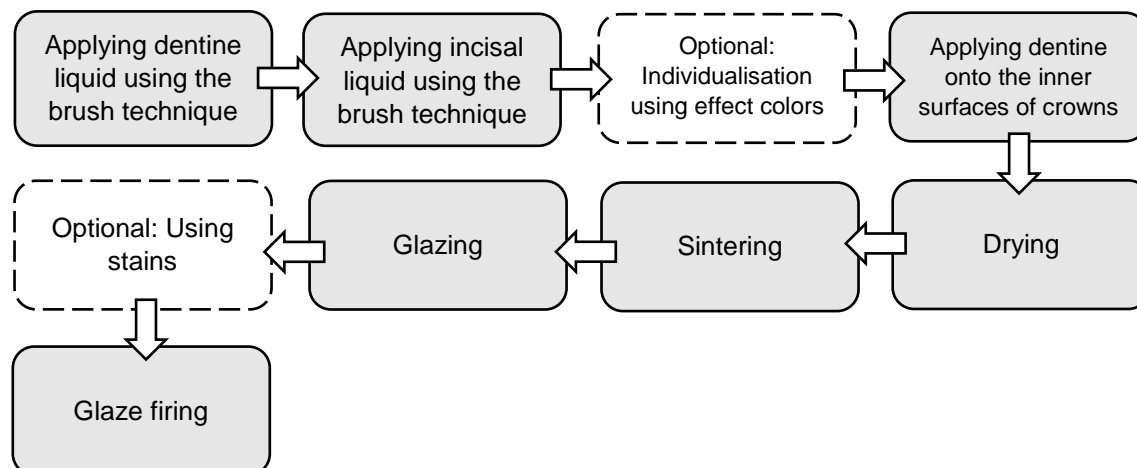 Applying dentine
liquid using the
brush technique
Applying incisal
liquid using the
brush technique
Optional:
Individualisation
using effect colors
Applying dentine
onto the inner
surfaces of crowns
Drying
Sintering
Glazing
Optional: Using
stains
Glaze firing